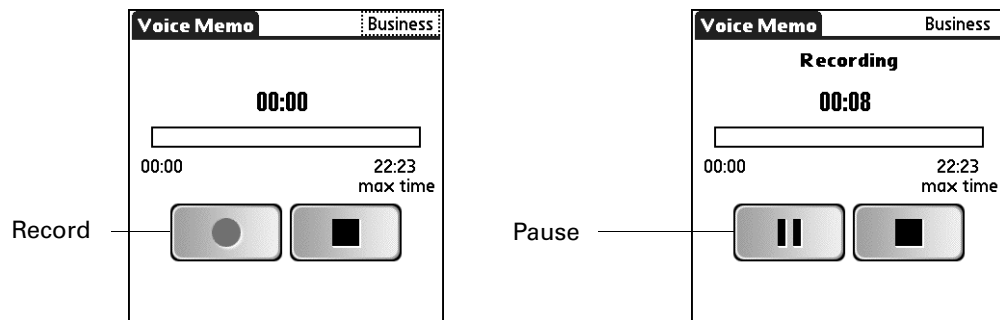 Voice Memo Business
00:00
00:00 22:23
max time
Record
Voice Memo Business
Recording
00:08
00:00 22:23
max time
Pause